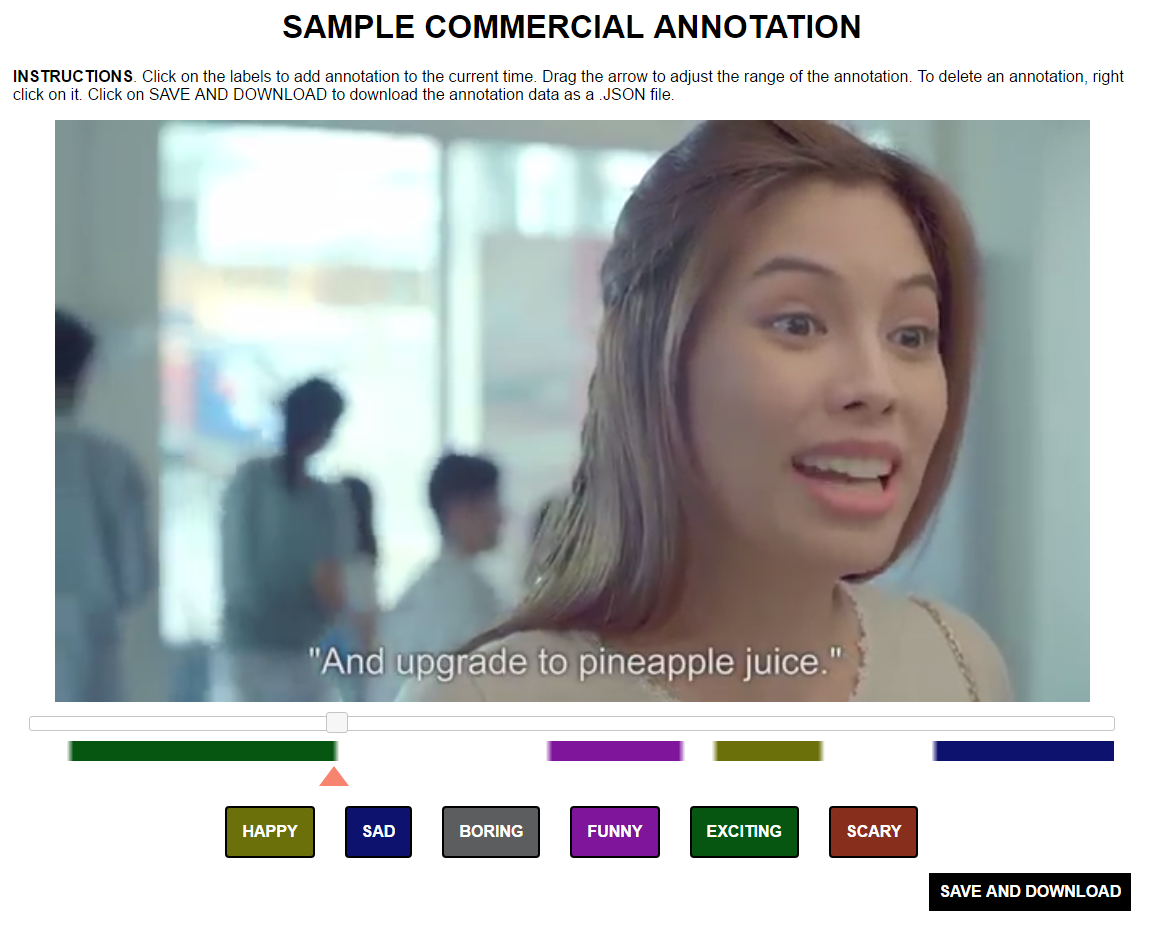 SAMPLE COMMERCIAL ANNOTATION
INSTRUCTIONS. Click on the labels to add annotation to the current time. Drag the arrow to adjust the range of the annotation. To delete an annotation, right
click on it. Click on SAVE AND DOWNLOAD to download the annotation data as a .JSON file.
"And upgrade to pineapple juice."
HAPPY SAD BORING FUNNY EXCITING SCARY
SAVE AND DOWNLOAD